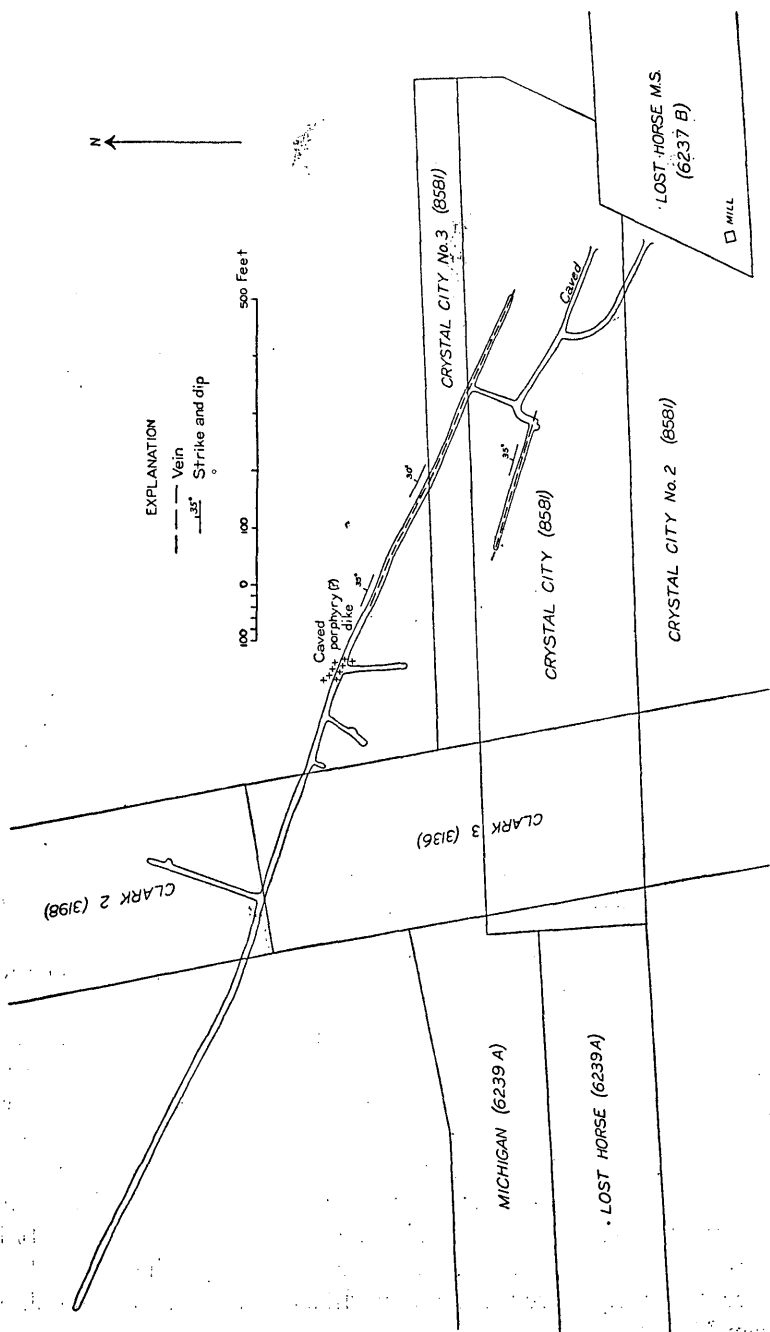 N
500 Feet
100
0
100
EXPLANATION
Vein
35° Strike and dip
LOST HORSE M.S.
(6237 B)
MILL
CRYSTAL CITY No.3 (8581)
Caved
30°
35°
35°
Caved
porphyry (?)
dike
CRYSTAL CITY (8581)
CRYSTAL CITY No.2 (8581)
CLARK 2 (3198)
CLARK 3 (3136)
MICHIGAN (6239 A)
LOST HORSE (6239A)